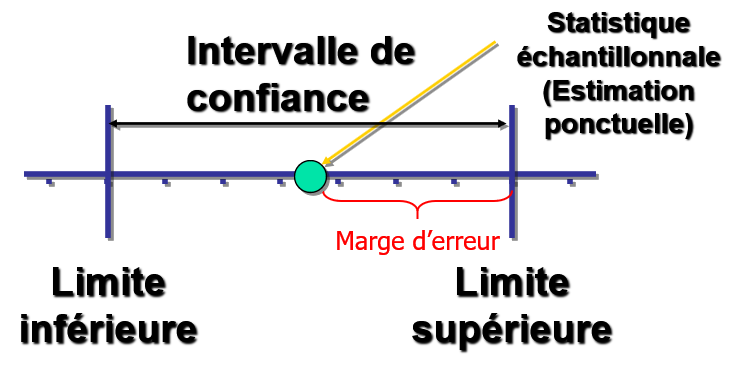 Intervalle de
confiance
Statistique
échantillonnale
(Estimation
ponctuelle)
Marge d’erreur
Limite
inférieure
Limite
supérieure